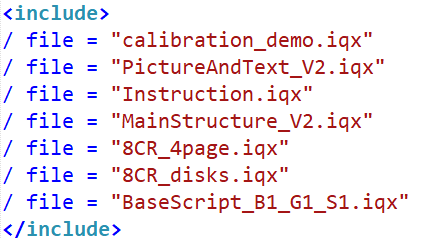 <include>
/ file = "calibration_demo.iqx"
/ file = "PictureAndText_V2.iqx"
/ file = "Instruction.iqx"
/ file = "MainStructure_V2.iqx"
/ file = "8CR_4page.iqx"
/ file = "8CR_disks.iqx"
/ file = "BaseScript_B1_G1_S1.iqx"
</include>